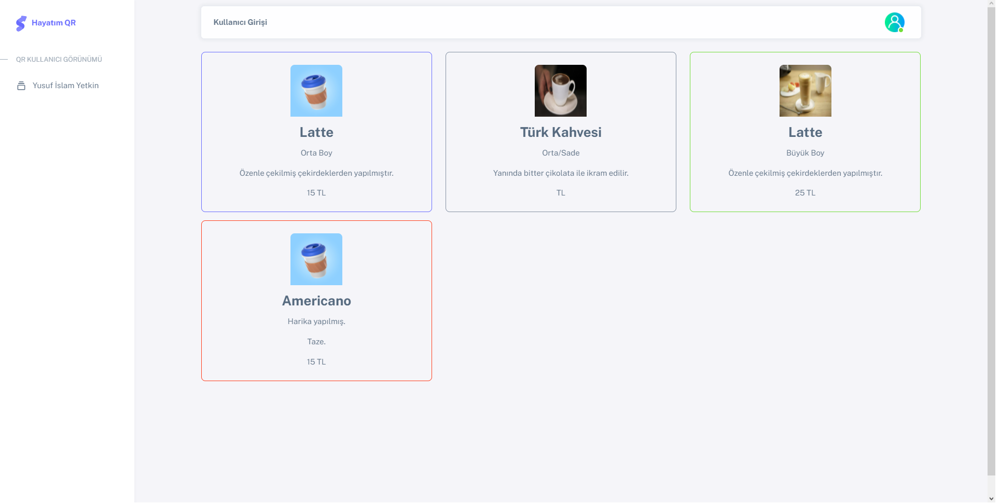 Hayatım QR
QR KULLANICI GÖRÜNÜMÜ
Yusuf İslam Yetkin
Kullanıcı Girişi
Latte
Orta Boy
Özenle çekilmiş çekirdeklerden yapılmıştır.
15 TL
Türk Kahvesi
Orta/Sade
Yanında bitter çikolata ile ikram edilir.
TL
Latte
Büyük Boy
Özenle çekilmiş çekirdeklerden yapılmıştır.
25 TL
Americano
Harika yapılmış.
Taze.
15 TL